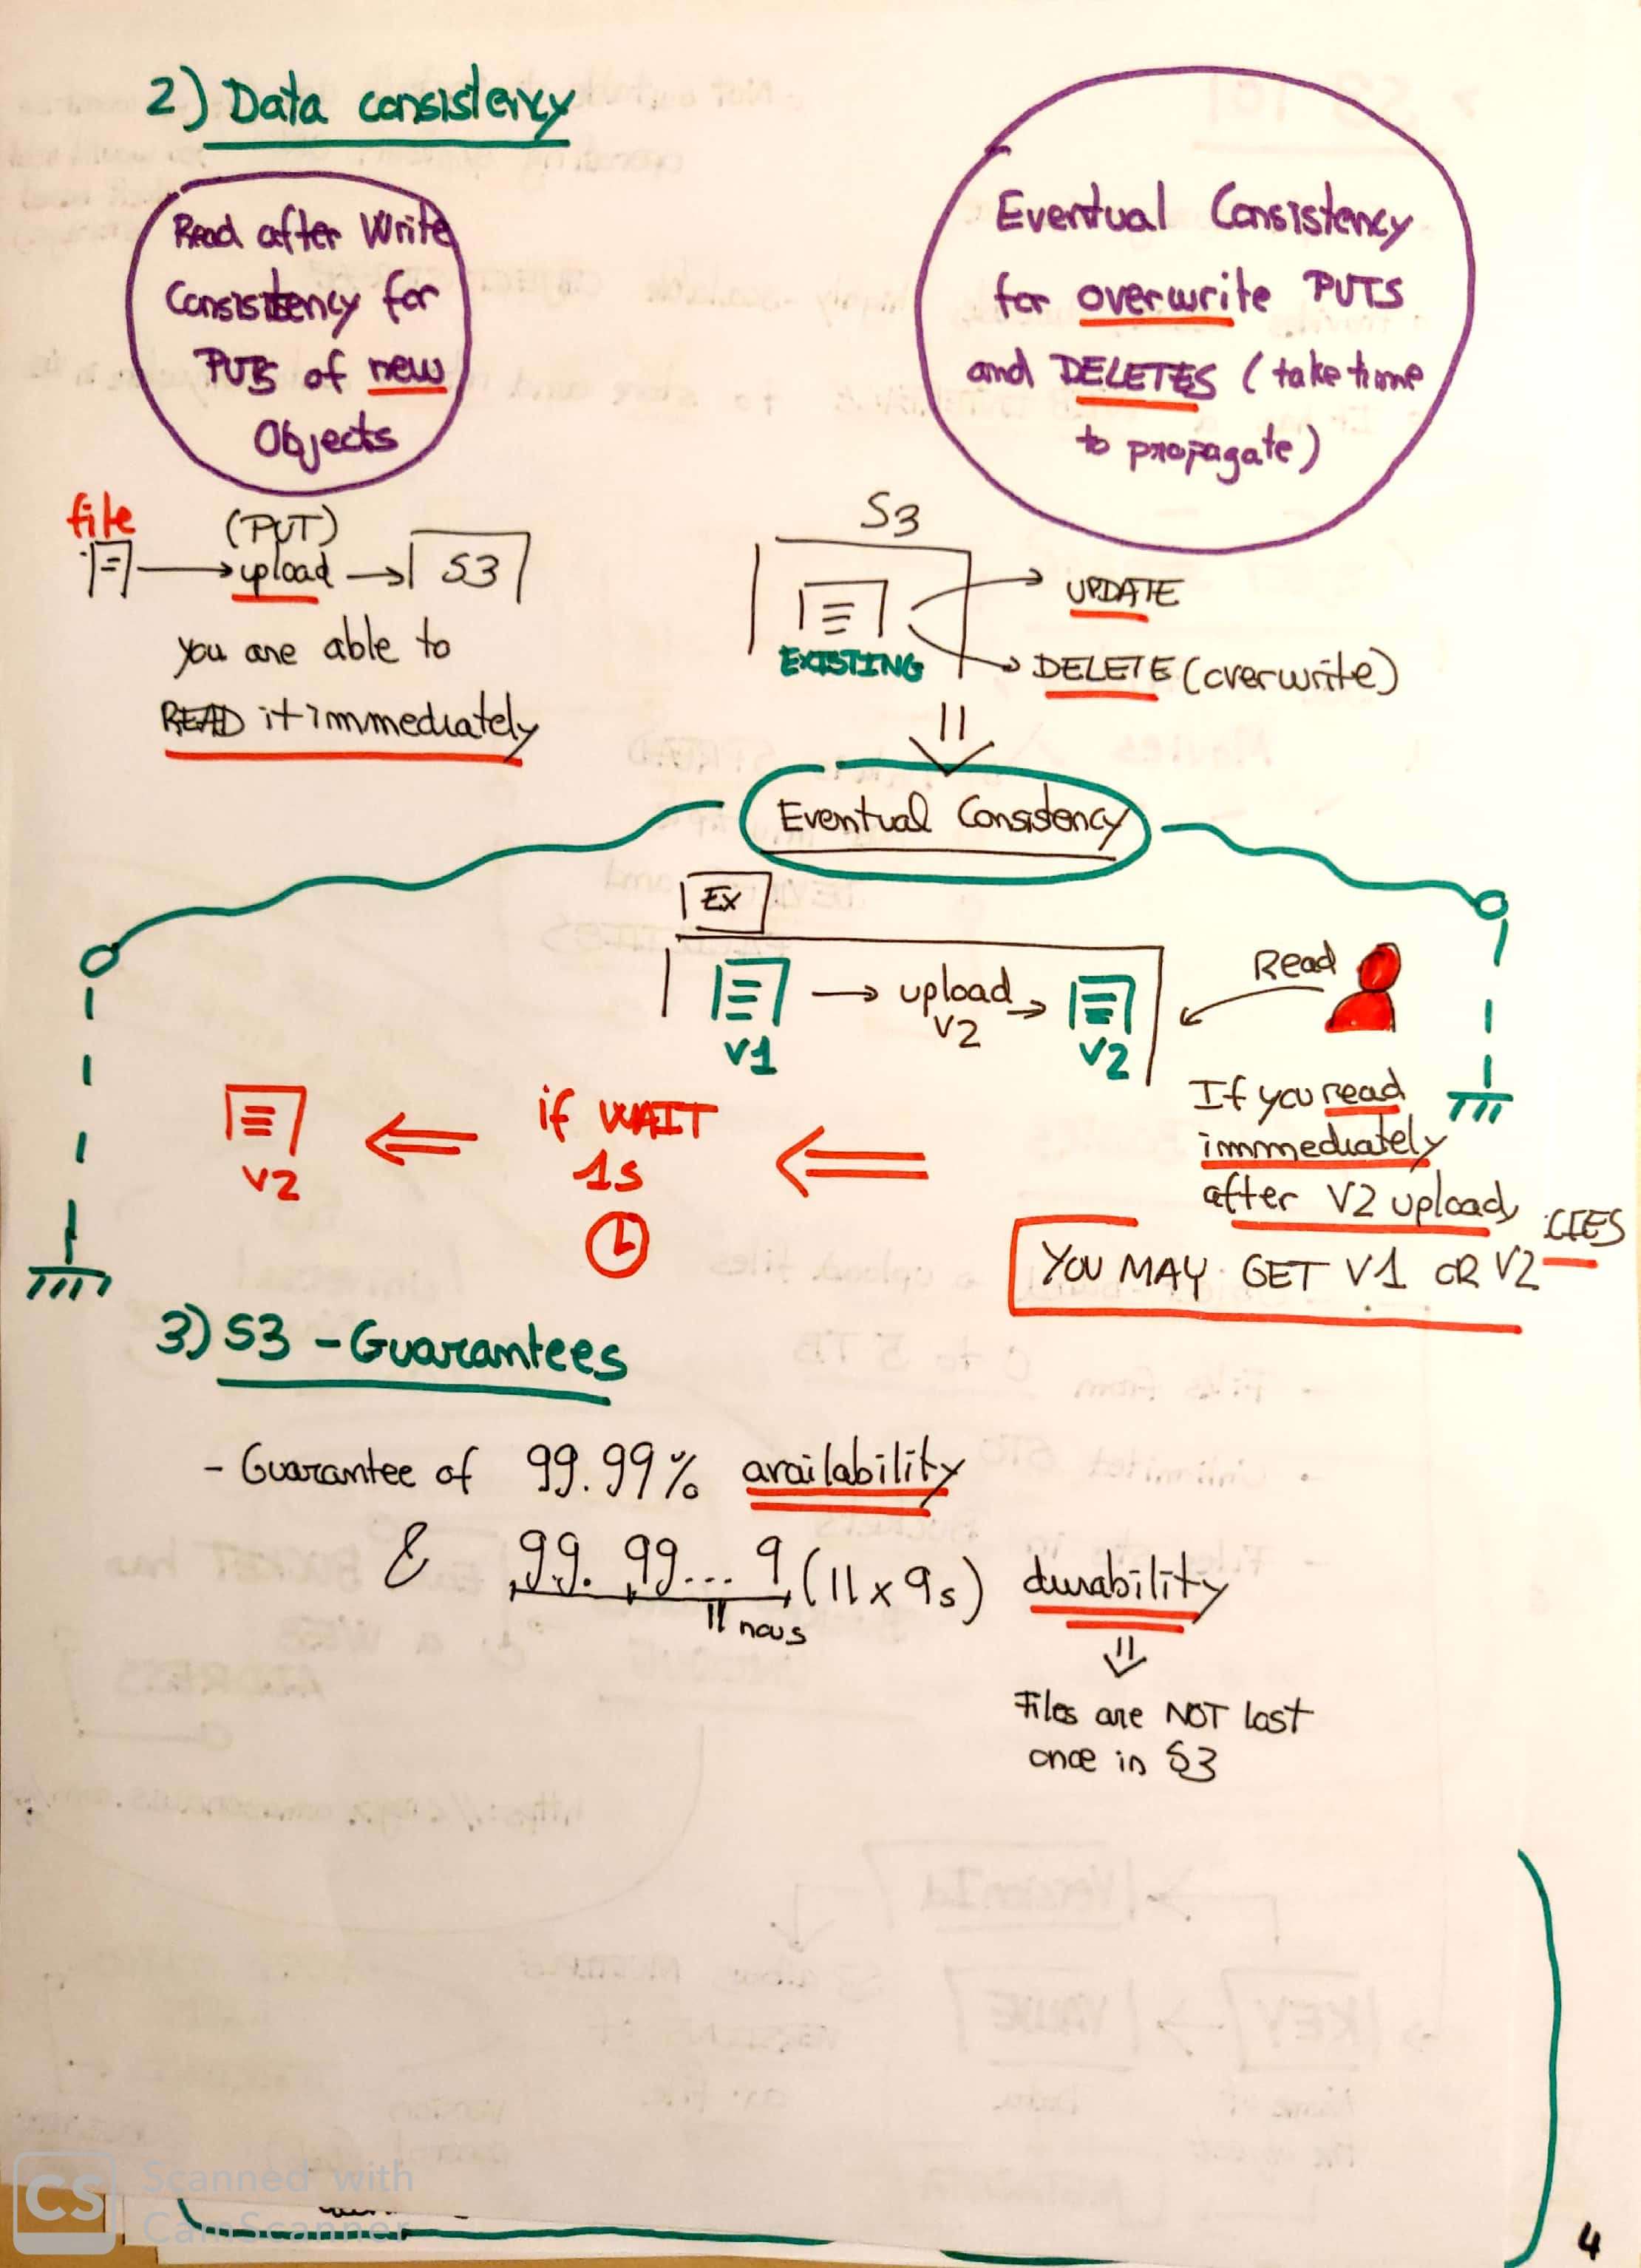 2) Data consistency
Read after Write
Consistency for
PUTS of new
Objects
Eventual Consistency
for overwrite PUTS
and DELETES (take time
to propagate)
file
(PUT)
upload
S3
you are able to
READ it immediately
S3
EXISTING
UPDATE
DELETE (overwrite)
Eventual Consistency
Ex
V1
upload
V2
V2
Read
If you read
immediately
after V2 upload
YOU MAY GET V1 OR V2
if WAIT
1s
V2
3) S3 - Guarantees
- Guarantee of 99.99% availability
& 99.99...9 (11 x 9s) durability
11
Files are NOT lost
once in S3
CS Scanned with
CamScanner
4